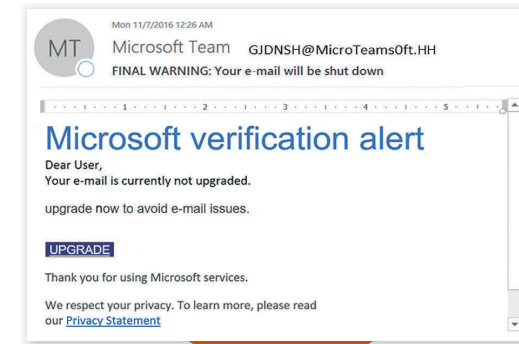 Mon 11/7/2016 12:26 AM
MT
Microsoft Team GJDNSH@MicroTeams0ft.HH
FINAL WARNING: Your e-mail will be shut down
1 2 3 4 5
Microsoft verification alert
Dear User,
Your e-mail is currently not upgraded.
upgrade now to avoid e-mail issues.
UPGRADE
Thank you for using Microsoft services.
We respect your privacy. To learn more, please read
our Privacy Statement